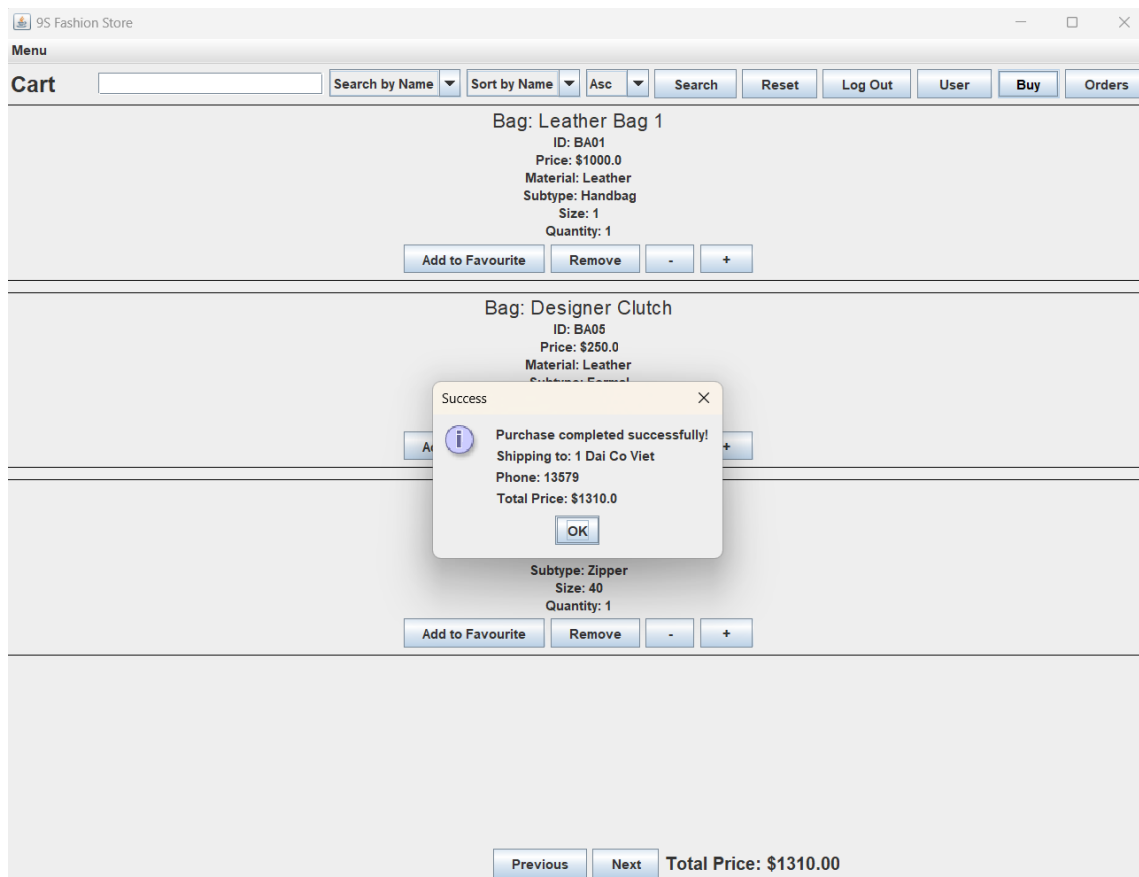 9S Fashion Store
Menu
Cart Search by Name Sort by Name Asc Search Reset Log Out User Buy Orders
Bag: Leather Bag 1
ID: BA01
Price: $1000.0
Material: Leather
Subtype: Handbag
Size: 1
Quantity: 1
Add to Favourite Remove - +
Bag: Designer Clutch
ID: BA05
Price: $250.0
Material: Leather
Subtype: Formal
Success
Purchase completed successfully!
Shipping to: 1 Dai Co Viet
Phone: 13579
Total Price: $1310.0
OK
+
Subtype: Zipper
Size: 40
Quantity: 1
Add to Favourite Remove - +
Previous Next Total Price: $1310.00